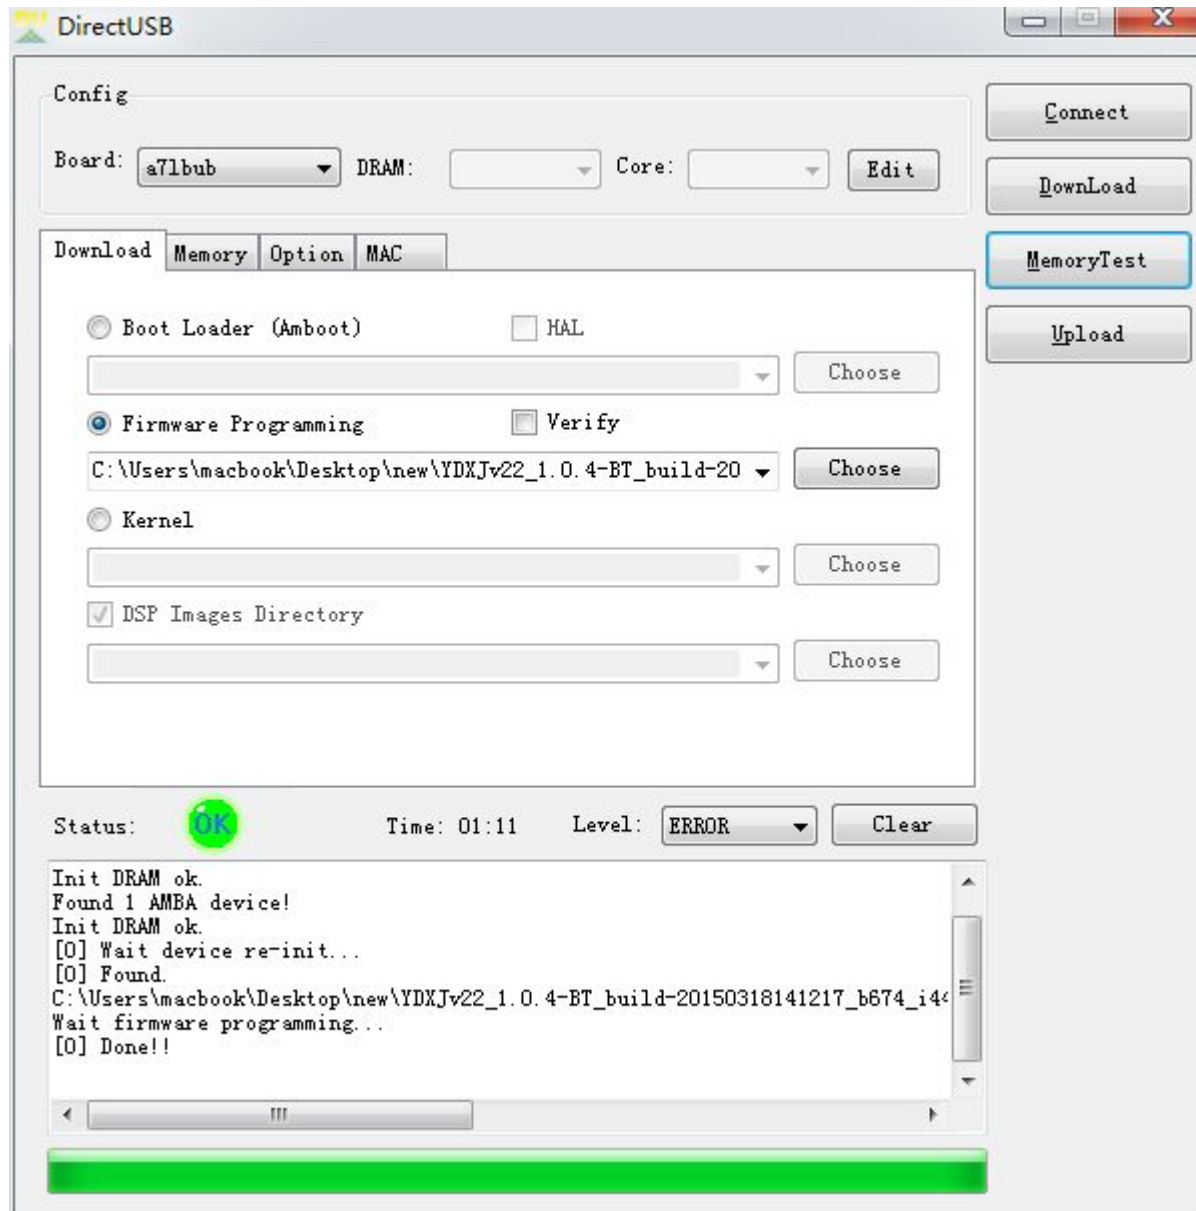 DirectUSB
Config
Board: a7lbub DRAM: Core: Edit
Connect
DownLoad
MemoryTest
Upload
Download Memory Option MAC
Boot Loader (Amboot) HAL
Choose
Firmware Programming Verify
C:\Users\macbook\Desktop\new\YDXJv22_1.0.4-BT_build-20 Choose
Kernel
Choose
DSP Images Directory
Choose
Status: OK Time: 01:11 Level: ERROR Clear
Init DRAM ok.
Found 1 AMBA device!
Init DRAM ok.
[0] Wait device re-init...
[0] Found.
C:\Users\macbook\Desktop\new\YDXJv22_1.0.4-BT_build-20150318141217_b674_i4
Wait firmware programming...
[0] Done!!